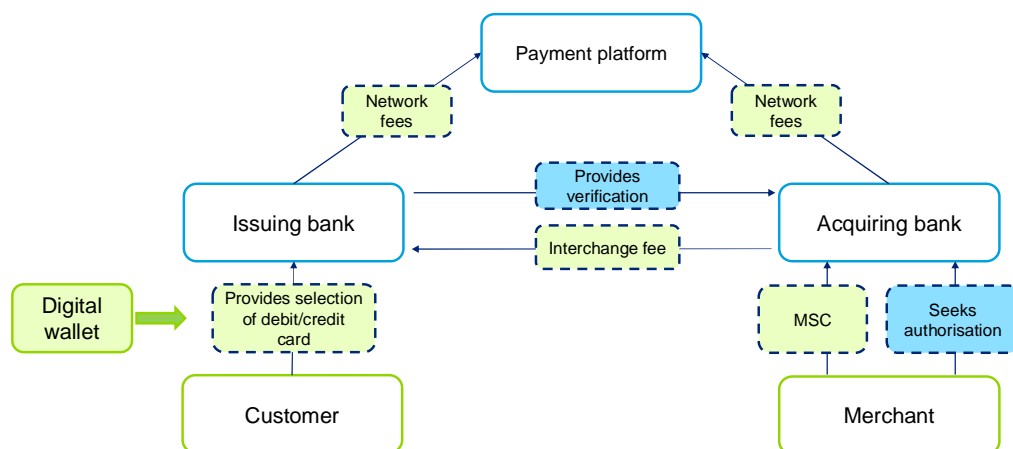 Payment platform
Network
fees
Network
fees
Provides
verification
Issuing bank
Acquiring bank
Interchange fee
Digital
wallet
Provides selection
of debit/credit
card
MSC
Seeks
authorisation
Customer
Merchant